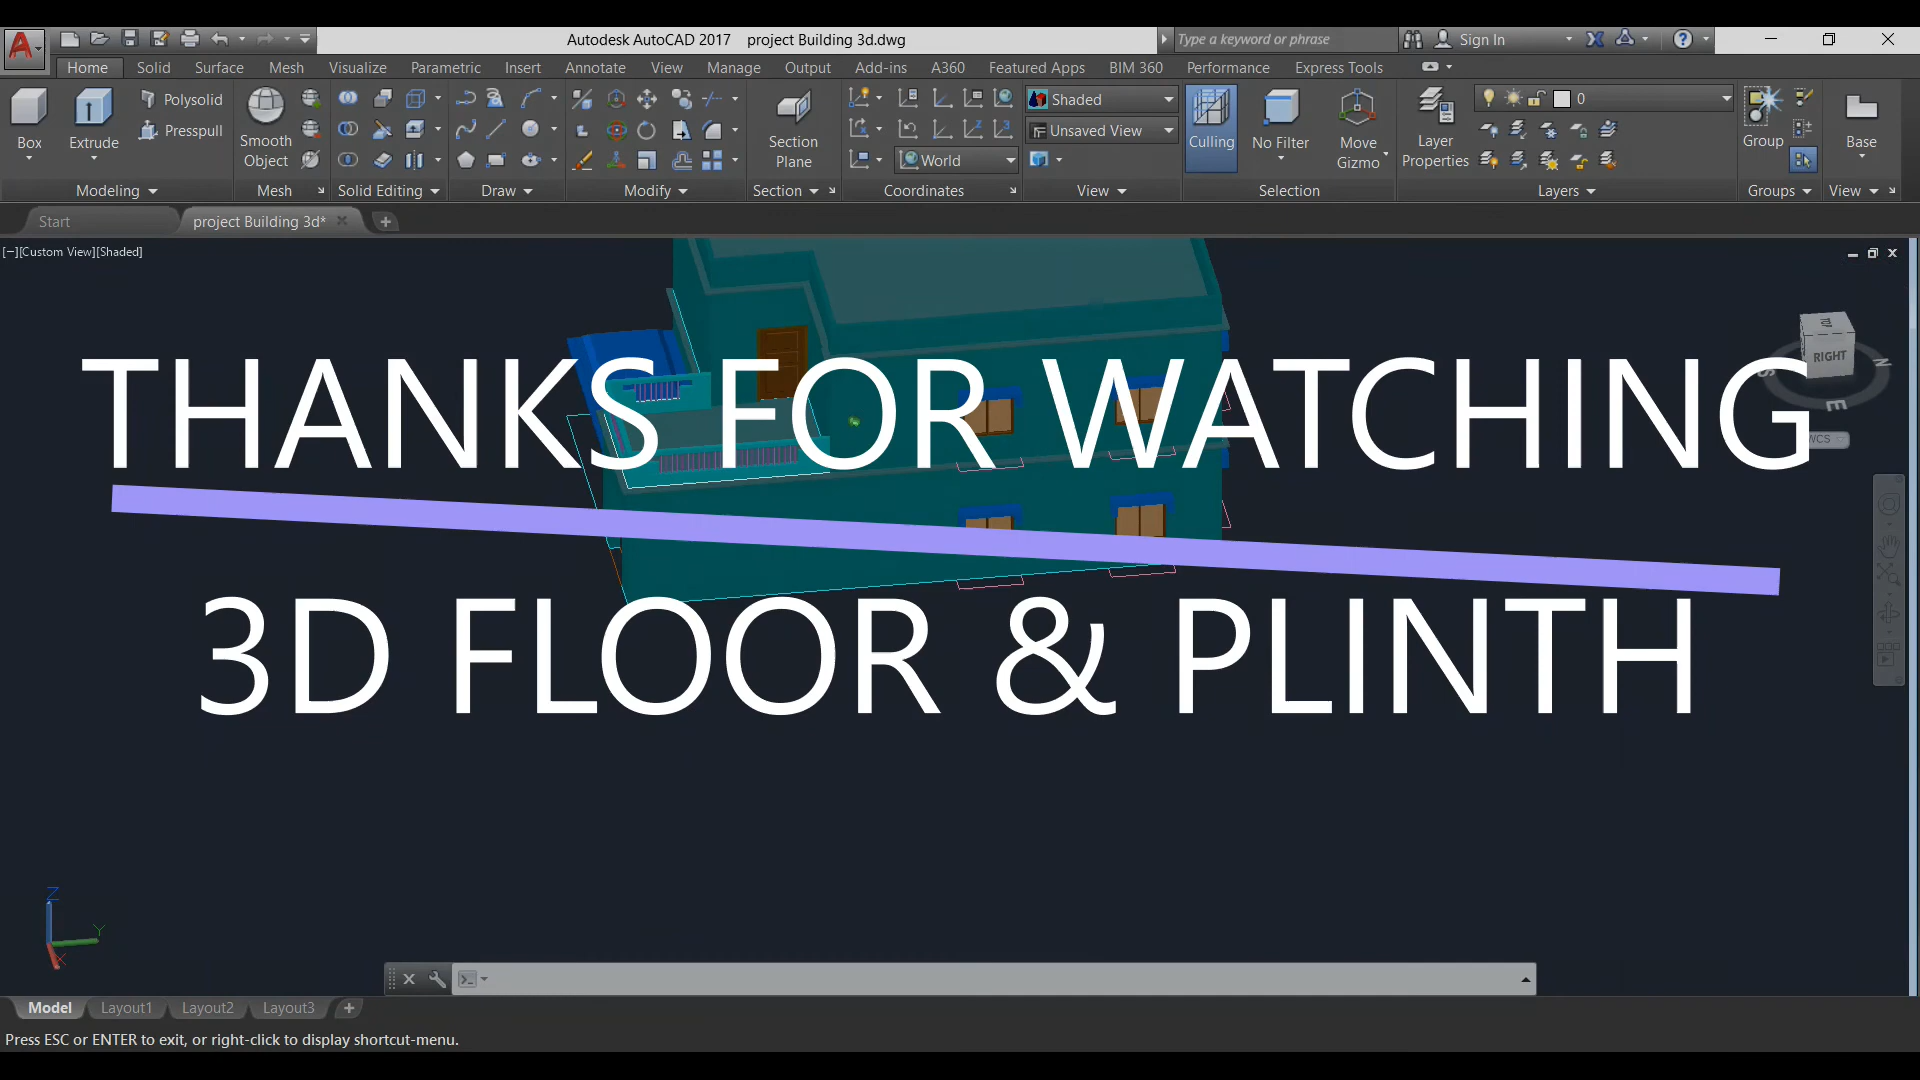 Autodesk AutoCAD 2017 project Building 3d.dwg
Type a keyword or phrase
Sign In
Home Solid Surface Mesh Visualize Parametric Insert Annotate View Manage Output Add-ins A360 Featured Apps BIM 360 Performance Express Tools
Box
Extrude
Polysolid
Presspull
Smooth Object
Section Plane
World
Shaded
Unsaved View
Culling
No Filter
Move Gizmo
Layer Properties
0
Group
Base
Modeling Mesh Solid Editing Draw Modify Section Coordinates View Selection Layers Groups View
Start project Building 3d*
[−][Custom View][Shaded]
RIGHT
N
S
E
WCS
THANKS FOR WATCHING
3D FLOOR & PLINTH
Z
Y
X
Model Layout1 Layout2 Layout3
Press ESC or ENTER to exit, or right-click to display shortcut-menu.